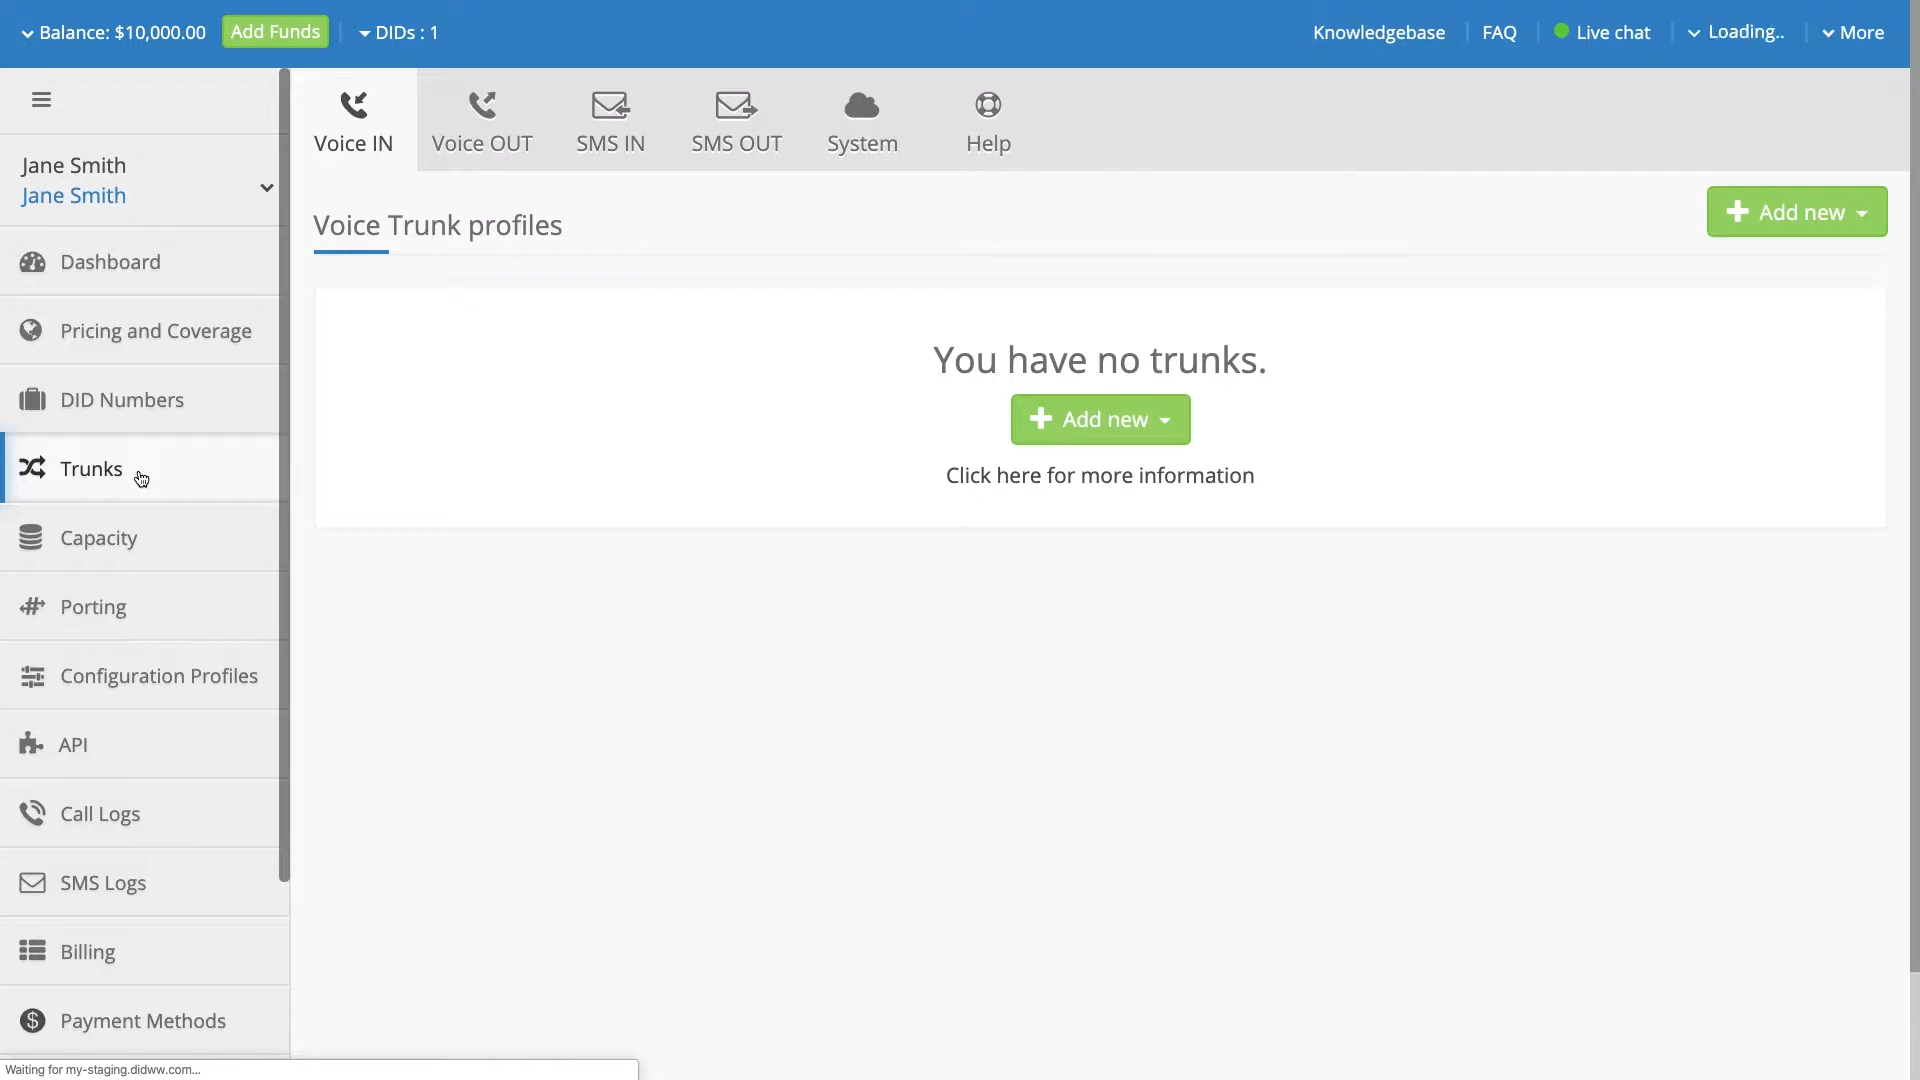 Balance: $10,000.00 Add Funds DIDs : 1 Knowledgebase FAQ Live chat Loading.. More
Voice IN Voice OUT SMS IN SMS OUT System Help
Jane Smith
Jane Smith
Dashboard
Pricing and Coverage
DID Numbers
Trunks
Capacity
Porting
Configuration Profiles
API
Call Logs
SMS Logs
Billing
Payment Methods
Voice Trunk profiles
Add new
You have no trunks.
Add new
Click here for more information
Waiting for my-staging.didww.com...